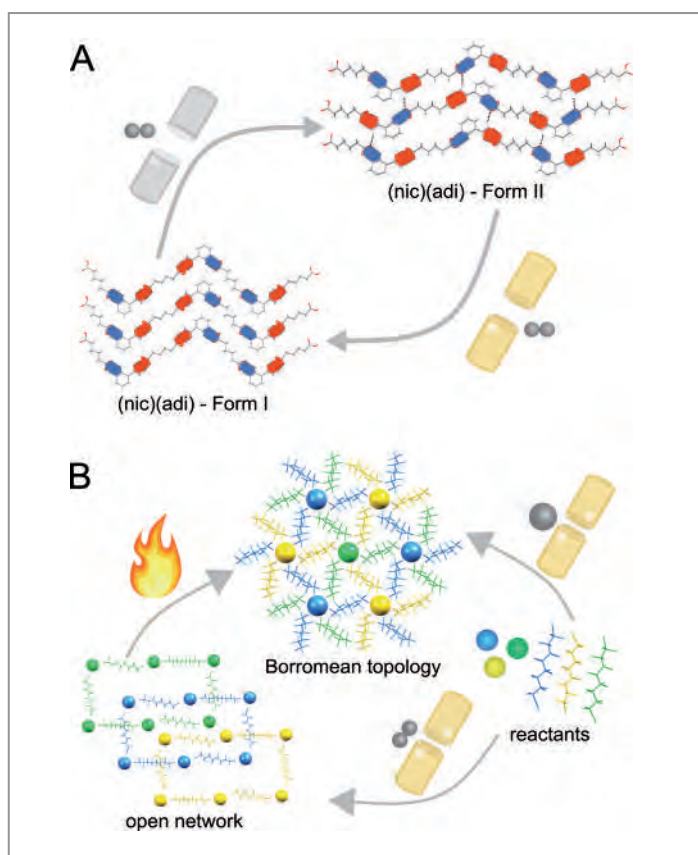 A
(nic)(adi) - Form II
(nic)(adi) - Form I
B
Borromean topology
reactants
open network